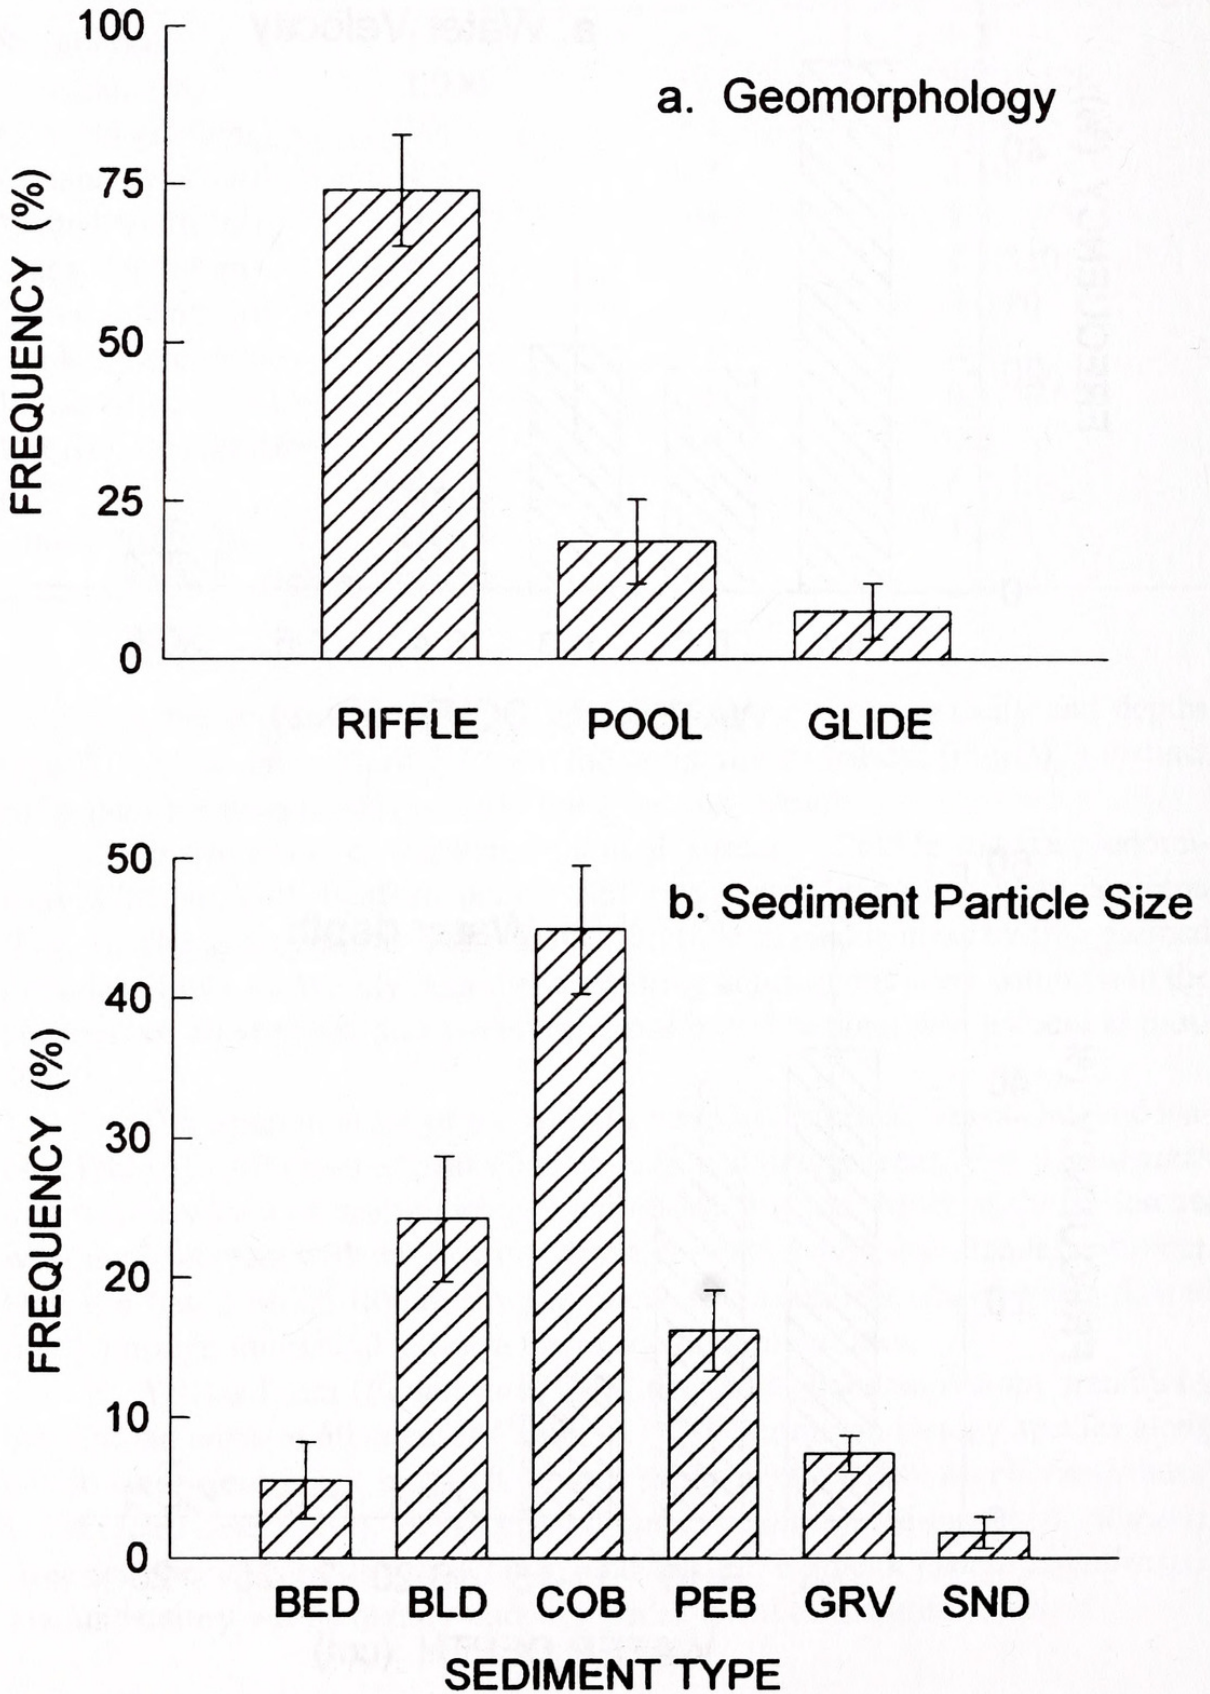 a. Geomorphology
FREQUENCY (%)
100
75
50
25
0
RIFFLE POOL GLIDE
b. Sediment Particle Size
FREQUENCY (%)
50
40
30
20
10
0
BED BLD COB PEB GRV SND
SEDIMENT TYPE